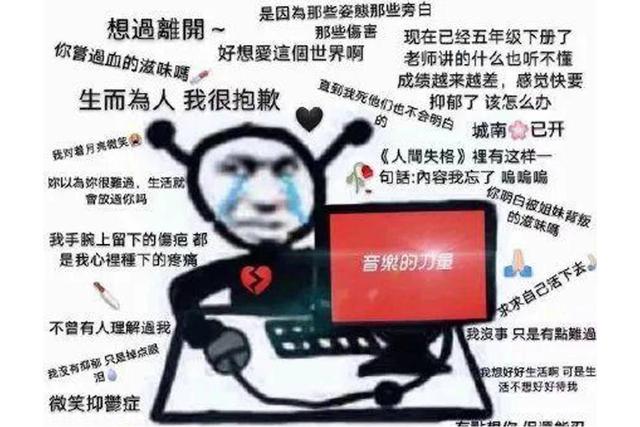 想過離開~
是因為那些姿態那些旁白
那些傷害
你嘗過血的滋味嗎
好想愛這個世界啊
现在已经五年级下册了
老师讲的什么也听不懂
成绩越来越差，感觉快要
抑郁了 该怎么办
生而為人 我很抱歉
直到我死他们也不会明白
的
城南🌸已开
我对着月亮微笑
《人間失格》裡有这样一
句話:內容我忘了 嗚嗚嗚
妳以為妳很難過，生活就
會放過你吗
你明白被姐妹背叛
的滋味嗎
我手腕上留下的傷疤 都
是我心裡種下的疼痛
音樂的力量
求求自己活下去
不曾有人理解過我
我沒事 只是有點難過
我没有抑郁 只是掉点眼
泪
我想好好生活啊 可是生
活不想好好待我
微笑抑鬱症